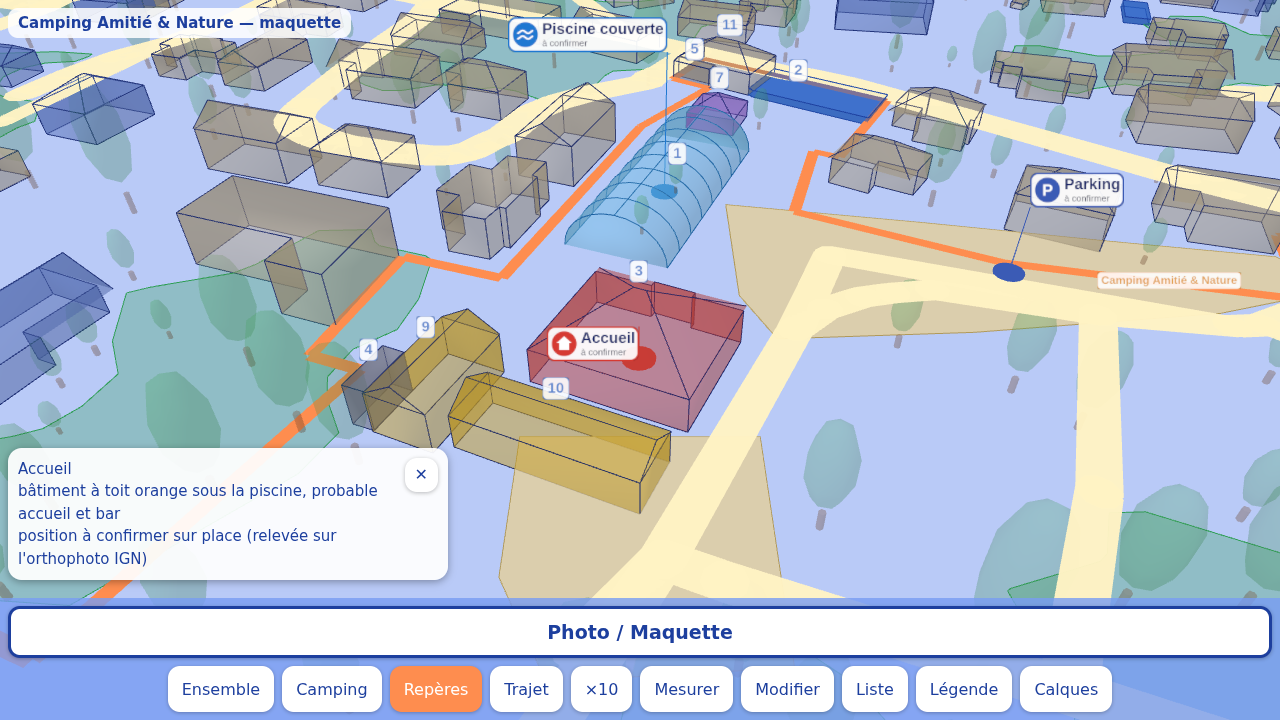 Camping Amitié & Nature — maquette
Piscine couverte
à confirmer
11
5
7
2
1
Parking
à confirmer
3
Camping Amitié & Nature
9
4
Accueil
à confirmer
10
Accueil
bâtiment à toit orange sous la piscine, probable
accueil et bar
position à confirmer sur place (relevée sur
l'orthophoto IGN)
×
Photo / Maquette
Ensemble
Camping
Repères
Trajet
×10
Mesurer
Modifier
Liste
Légende
Calques